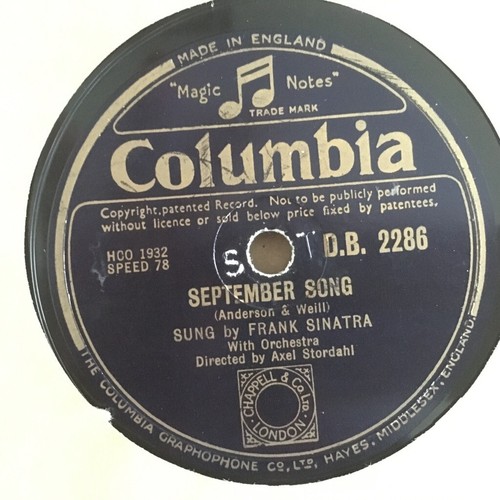 MADE IN ENGLAND
"Magic Notes"
TRADE MARK
Columbia
Copyright, patented Record. Not to be publicly performed
without licence or sold below price fixed by patentees.
HCO 1932
SPEED 78
D.B. 2286
SEPTEMBER SONG
(Anderson & Weill)
SUNG by FRANK SINATRA
With Orchestra
Directed by Axel Stordahl
CHAPPELL & Co Ltd.
LONDON
THE COLUMBIA GRAPHOPHONE CO., LTD, HAYES, MIDDLESEX, ENGLAND.